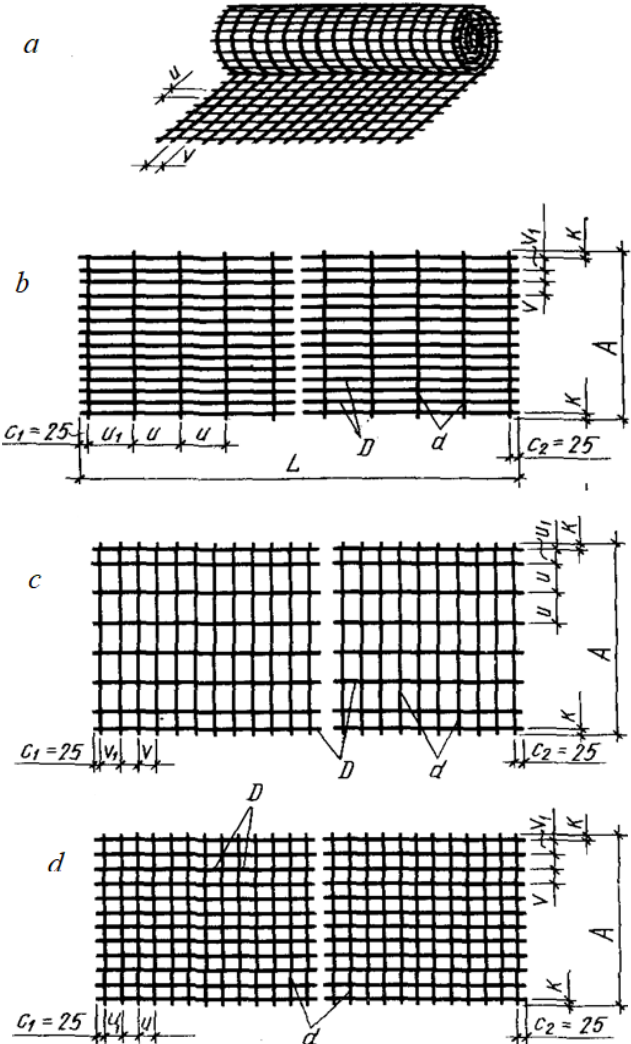 a
u
v
b
v₁
K
v
A
K
C₁ = 25
u₁
u
u
D
d
C₂ = 25
L
c
u₁
K
u
u
A
K
C₁ = 25
v₁
v
D
d
C₂ = 25
d
D
v₁
K
v
A
K
C₁ = 25
u₁
u
d
C₂ = 25